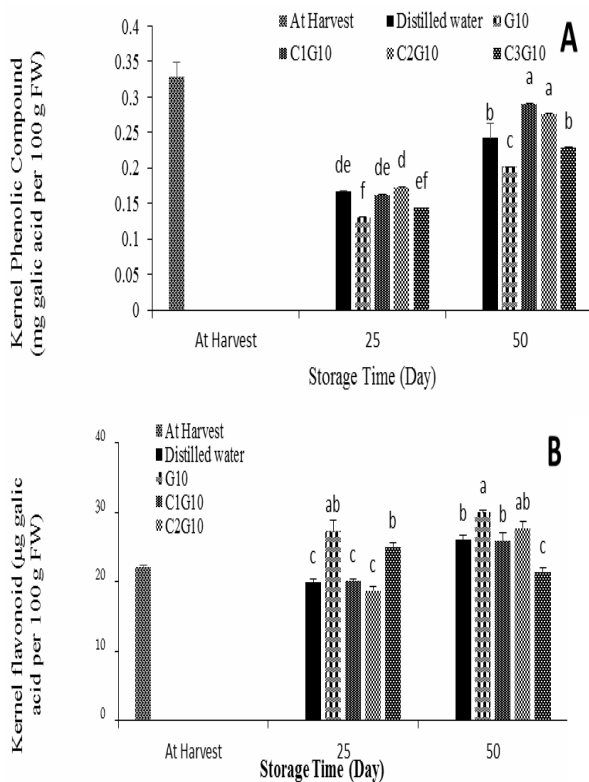 At Harvest Distilled water G10
C1G10 C2G10 C3G10
A
Kernel Phenolic Compound
(mg galic acid per 100 g FW)
0.4
0.35
0.3
0.25
0.2
0.15
0.1
0.05
0
de f de d ef
b c a a b
At Harvest 25 50
Storage Time (Day)
B
Kernel flavonoid (µg galic
acid per 100 g FW)
40
30
20
10
0
At Harvest
Distilled water
G10
C1G10
C2G10
c ab c c b
b a b ab c
At Harvest 25 50
Storage Time (Day)